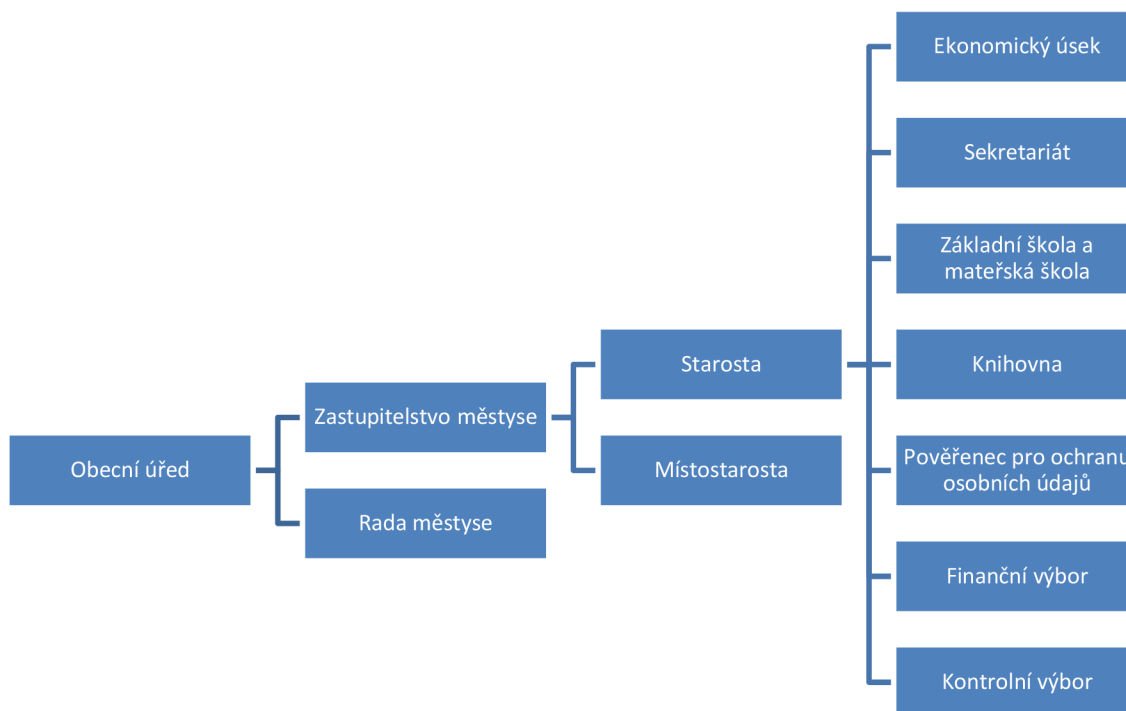 Obecní úřed
Zastupitelstvo městyse
Rada městyse
Starosta
Místostarosta
Ekonomický úsek
Sekretariát
Základní škola a
mateřská škola
Knihovna
Pověřenec pro ochranu
osobních údajů
Finanční výbor
Kontrolní výbor